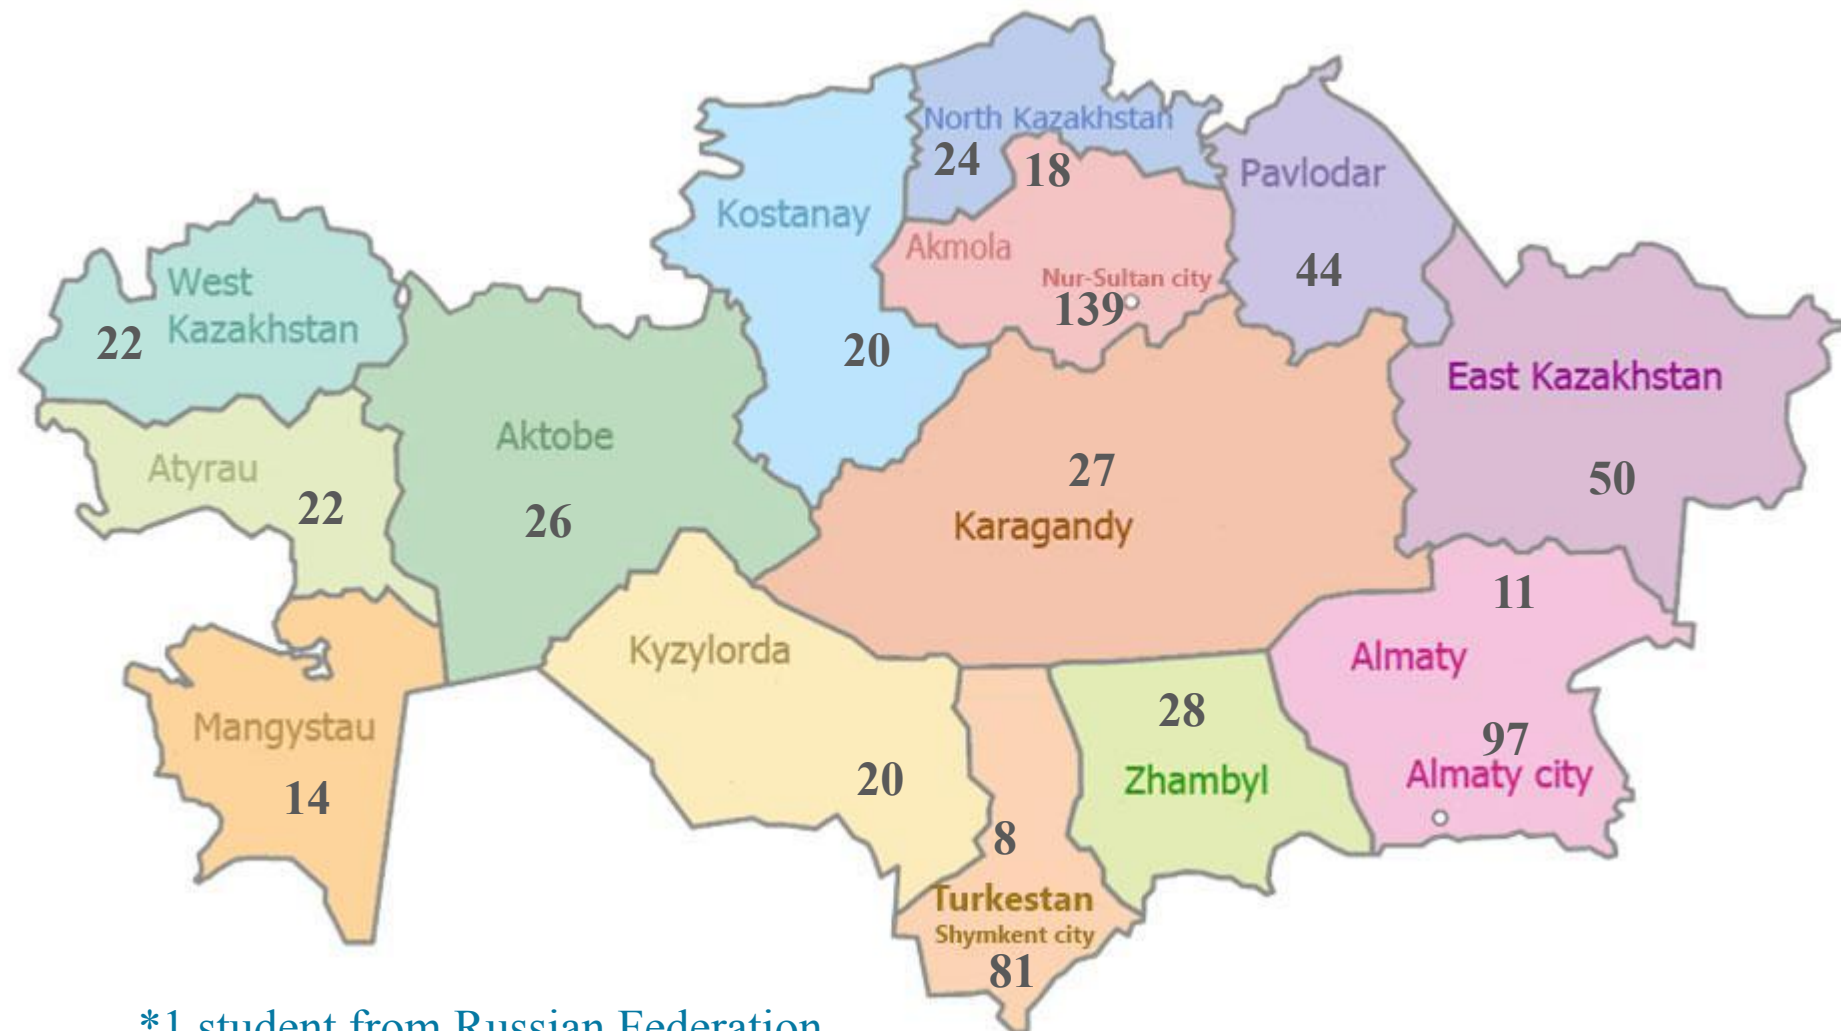 North Kazakhstan
24
18
Pavlodar
Kostanay
Akmola
44
Nur-Sultan city
139
West
Kazakhstan
22
20
East Kazakhstan
50
Aktobe
26
Atyrau
22
27
Karagandy
11
Almaty
97
Almaty city
Kyzylorda
20
28
Zhambyl
Mangystau
14
8
Turkestan
Shymkent city
81
*1 student from Russian Federation